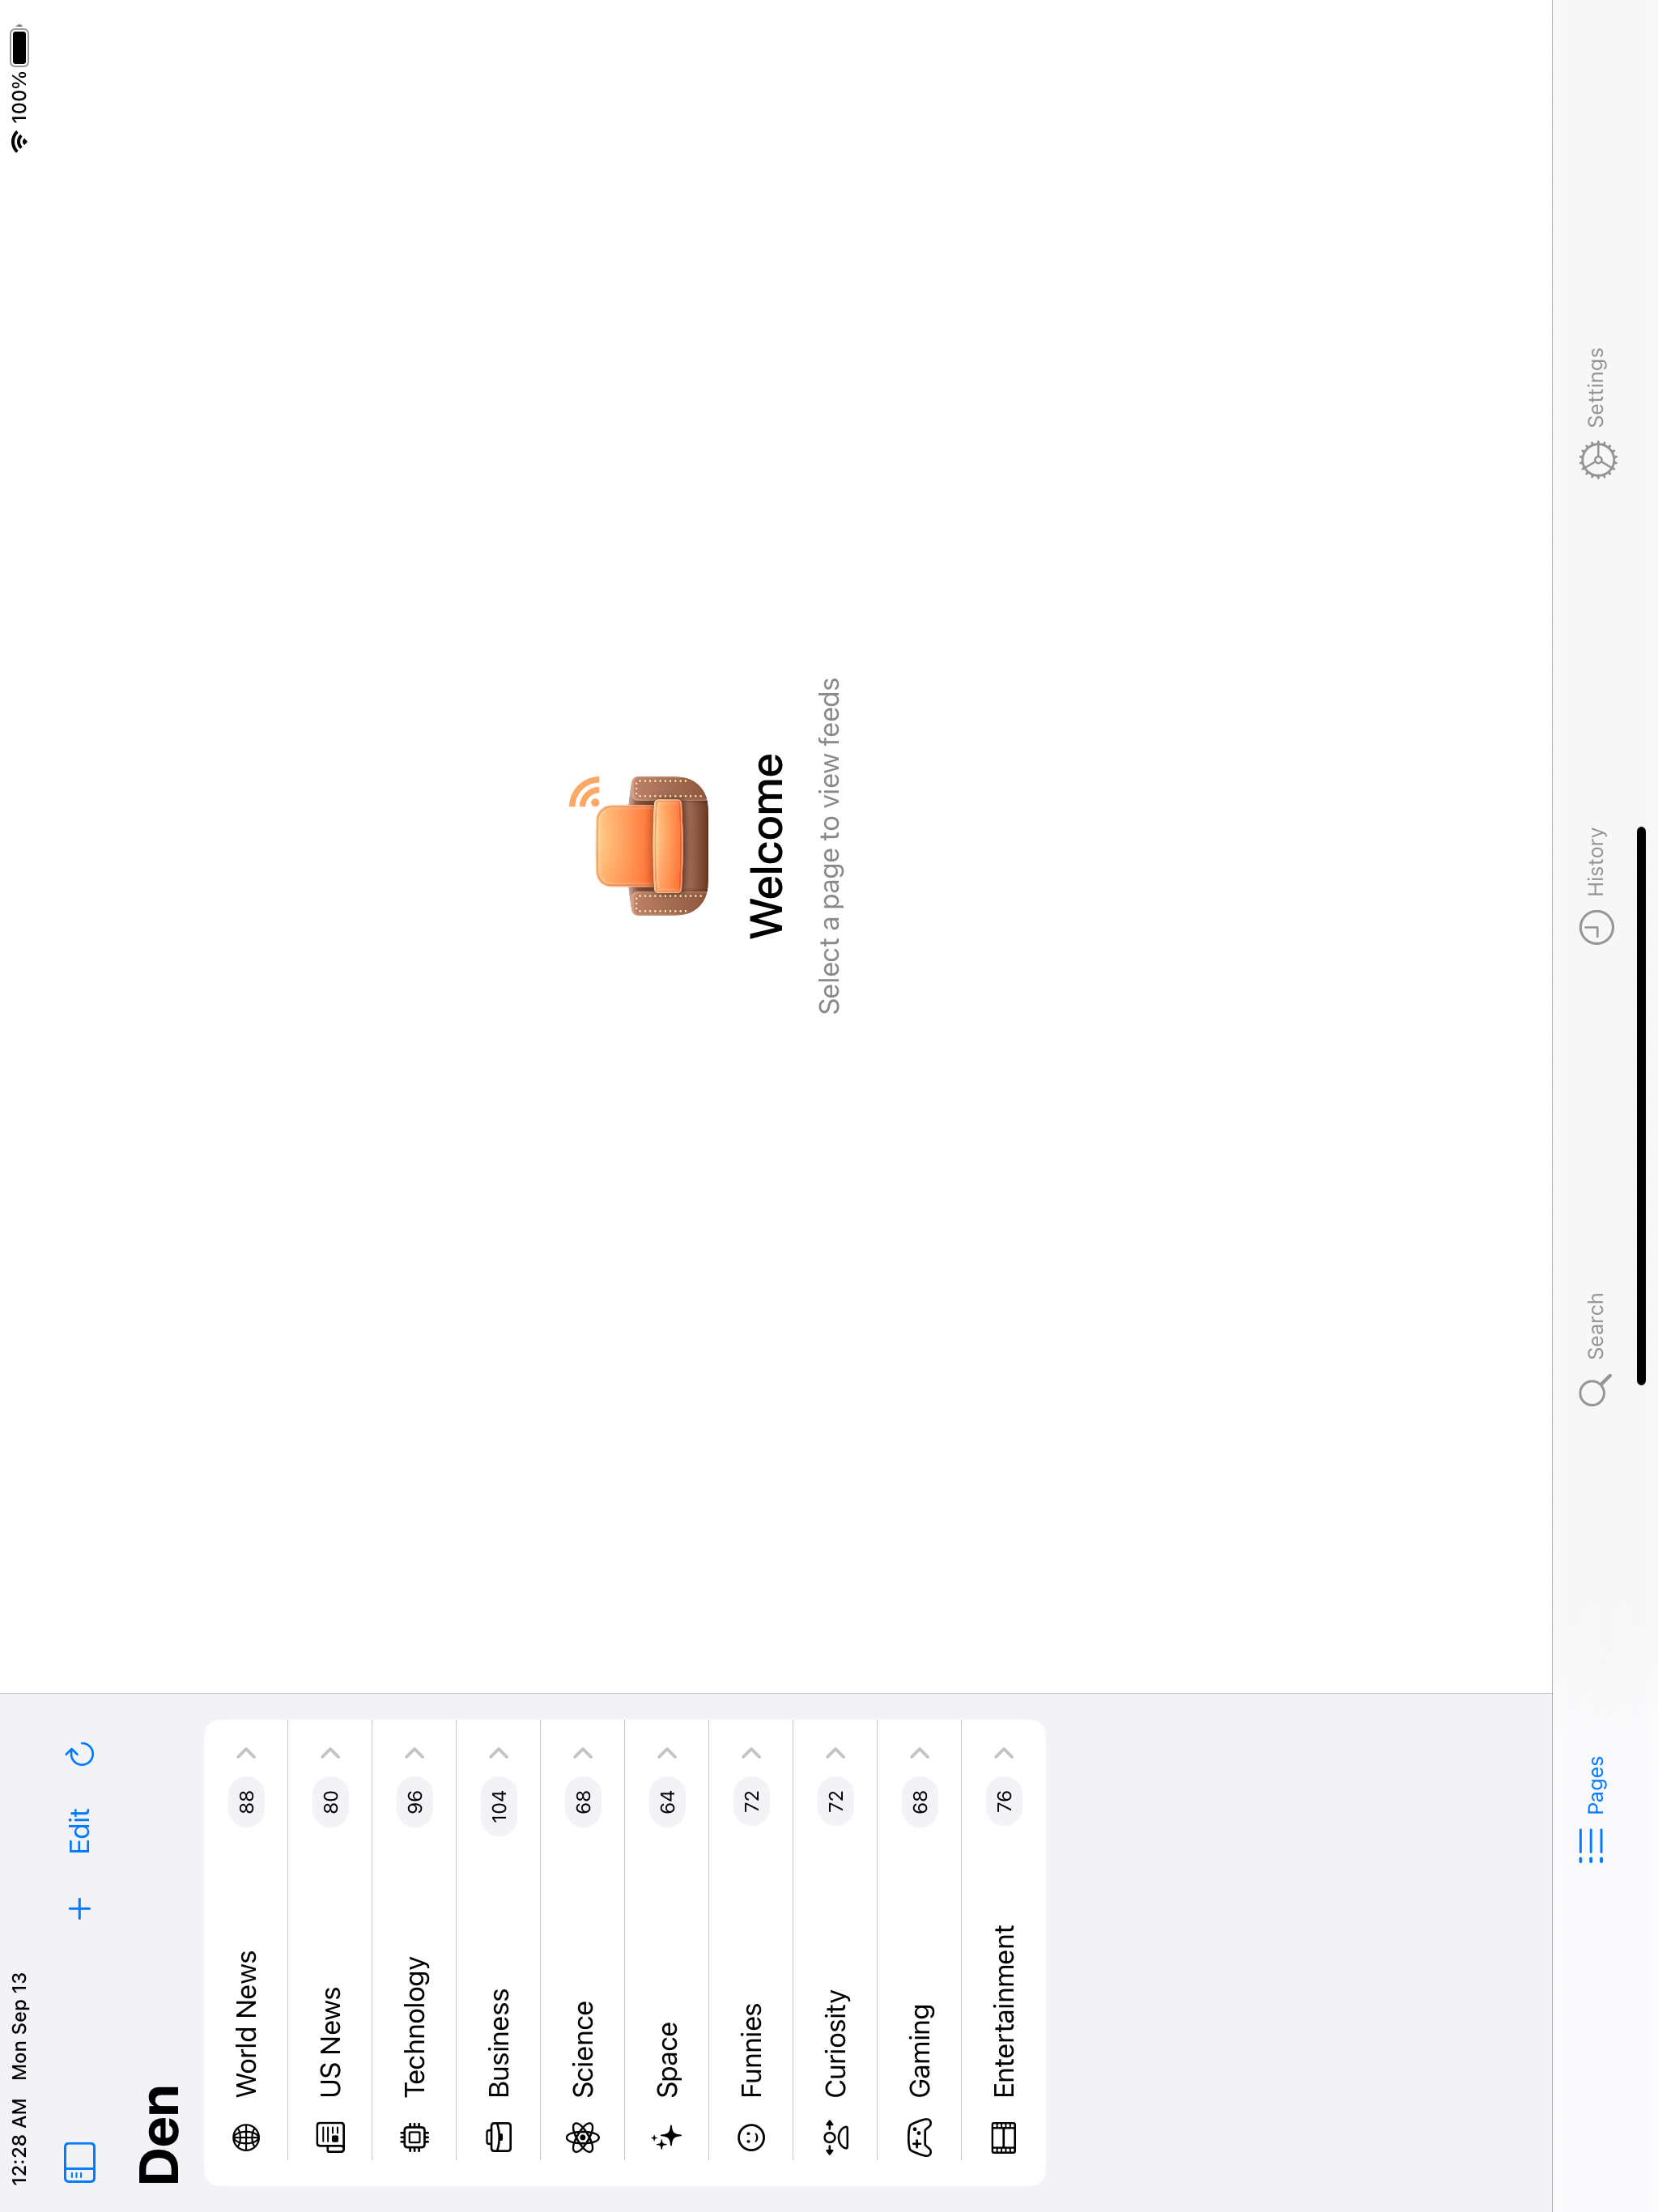 12:28 AM Mon Sep 13
100%
Edit
Den
World News 88
US News 80
Technology 96
Business 104
Science 68
Space 64
Funnies 72
Curiosity 72
Gaming 68
Entertainment 76
Welcome
Select a page to view feeds
Pages
Search
History
Settings